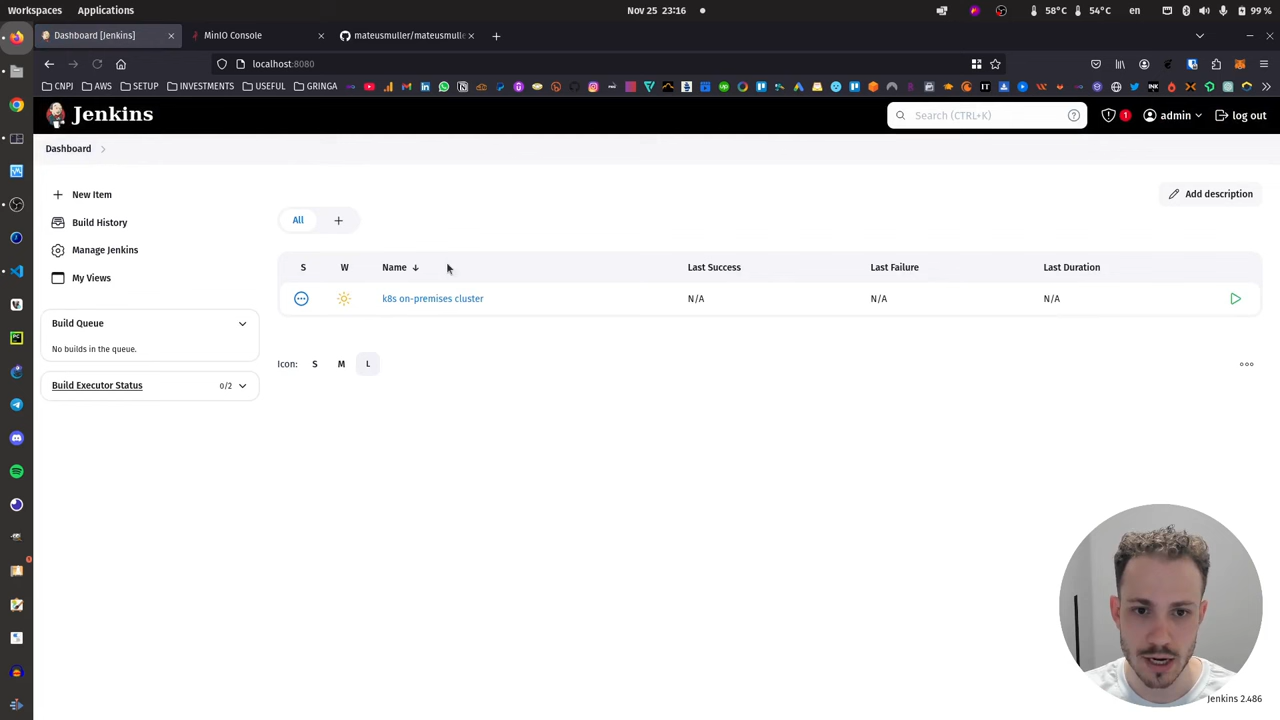 Workspaces Applications Nov 25 23:16 58°C 54°C en 99 %
Dashboard [Jenkins] MinIO Console mateusmuller/mateusmulle
localhost:8080
CNPJ AWS SETUP INVESTMENTS USEFUL GRINGA
Jenkins Search (CTRL+K) 1 admin log out
Dashboard
New Item
Add description
All
Build History
Manage Jenkins
My Views
S W Name ↓ Last Success Last Failure Last Duration
k8s on-premises cluster N/A N/A N/A
Build Queue
No builds in the queue.
Icon: S M L
Build Executor Status 0/2
Jenkins 2.486